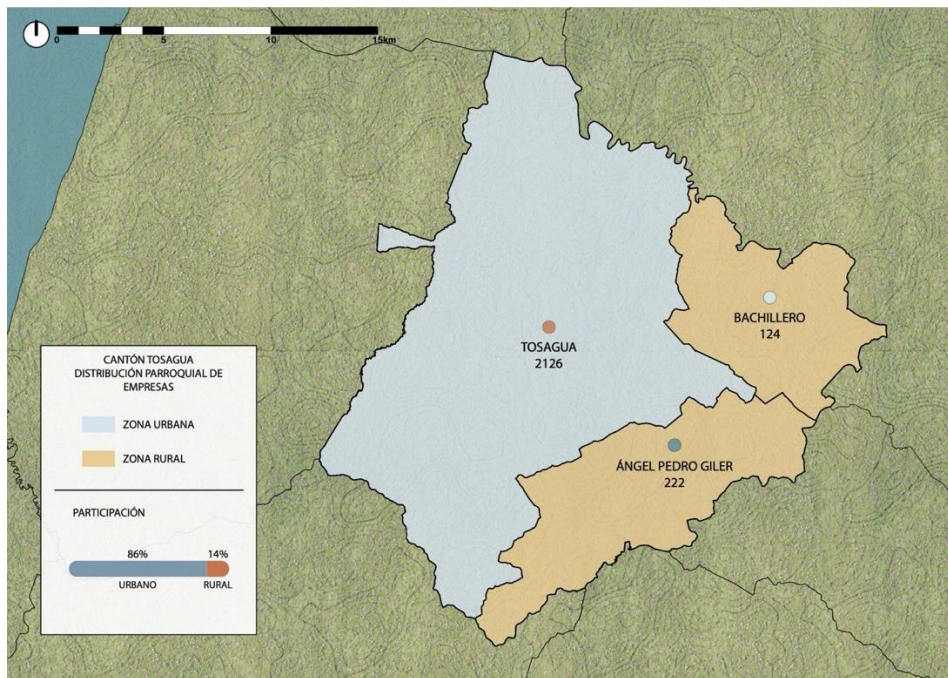 0 5 10 15km
TOSAGUA
2126
BACHILLERO
124
ÁNGEL PEDRO GILER
222
CANTÓN TOSAGUA
DISTRIBUCIÓN PARROQUIAL DE
EMPRESAS
ZONA URBANA
ZONA RURAL
PARTICIPACIÓN
86% 14%
URBANO RURAL